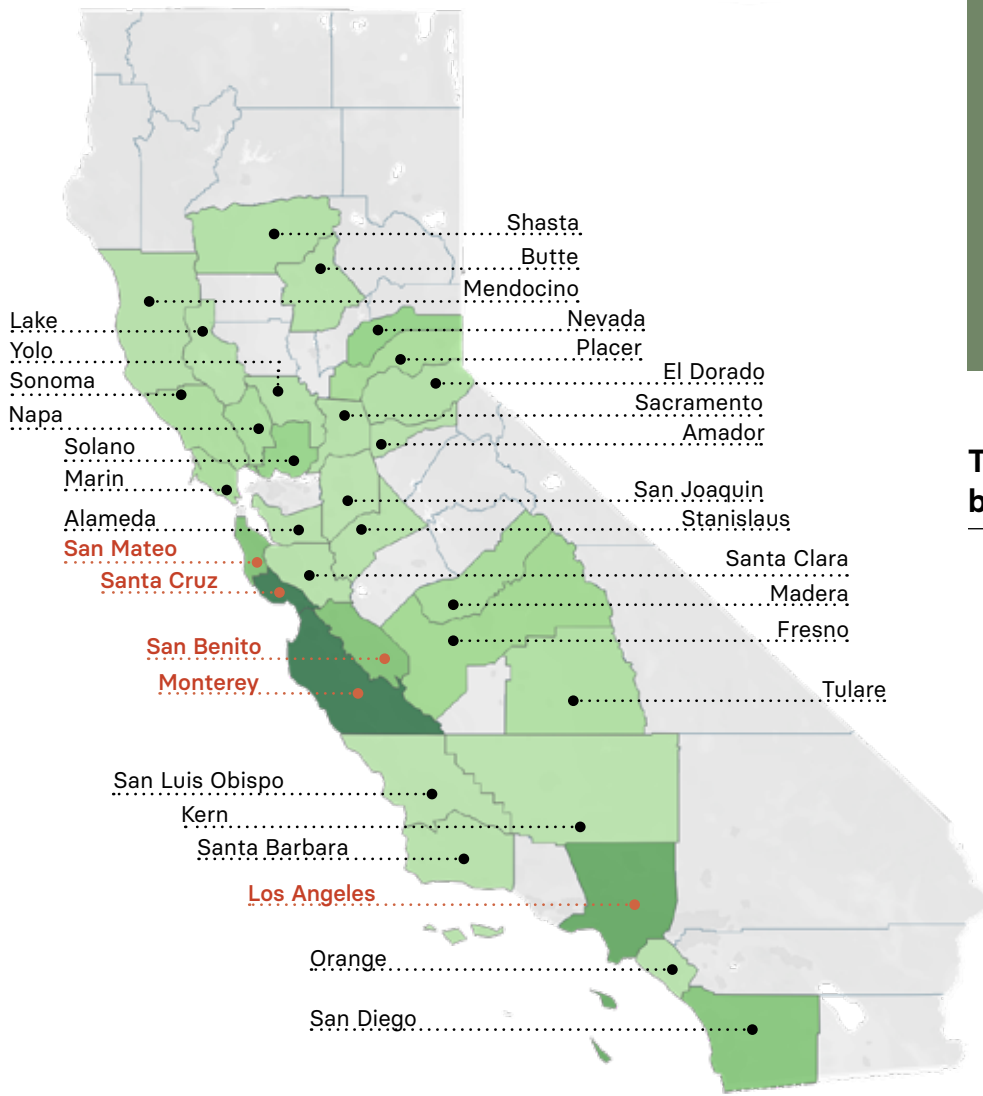 Shasta
Butte
Mendocino
Lake
Nevada
Yolo
Placer
Sonoma
El Dorado
Napa
Sacramento
Solano
Amador
Marin
San Joaquin
Alameda
Stanislaus
San Mateo
Santa Clara
Santa Cruz
Madera
Fresno
San Benito
Monterey
Tulare
San Luis Obispo
Kern
Santa Barbara
Los Angeles
Orange
San Diego
T
b